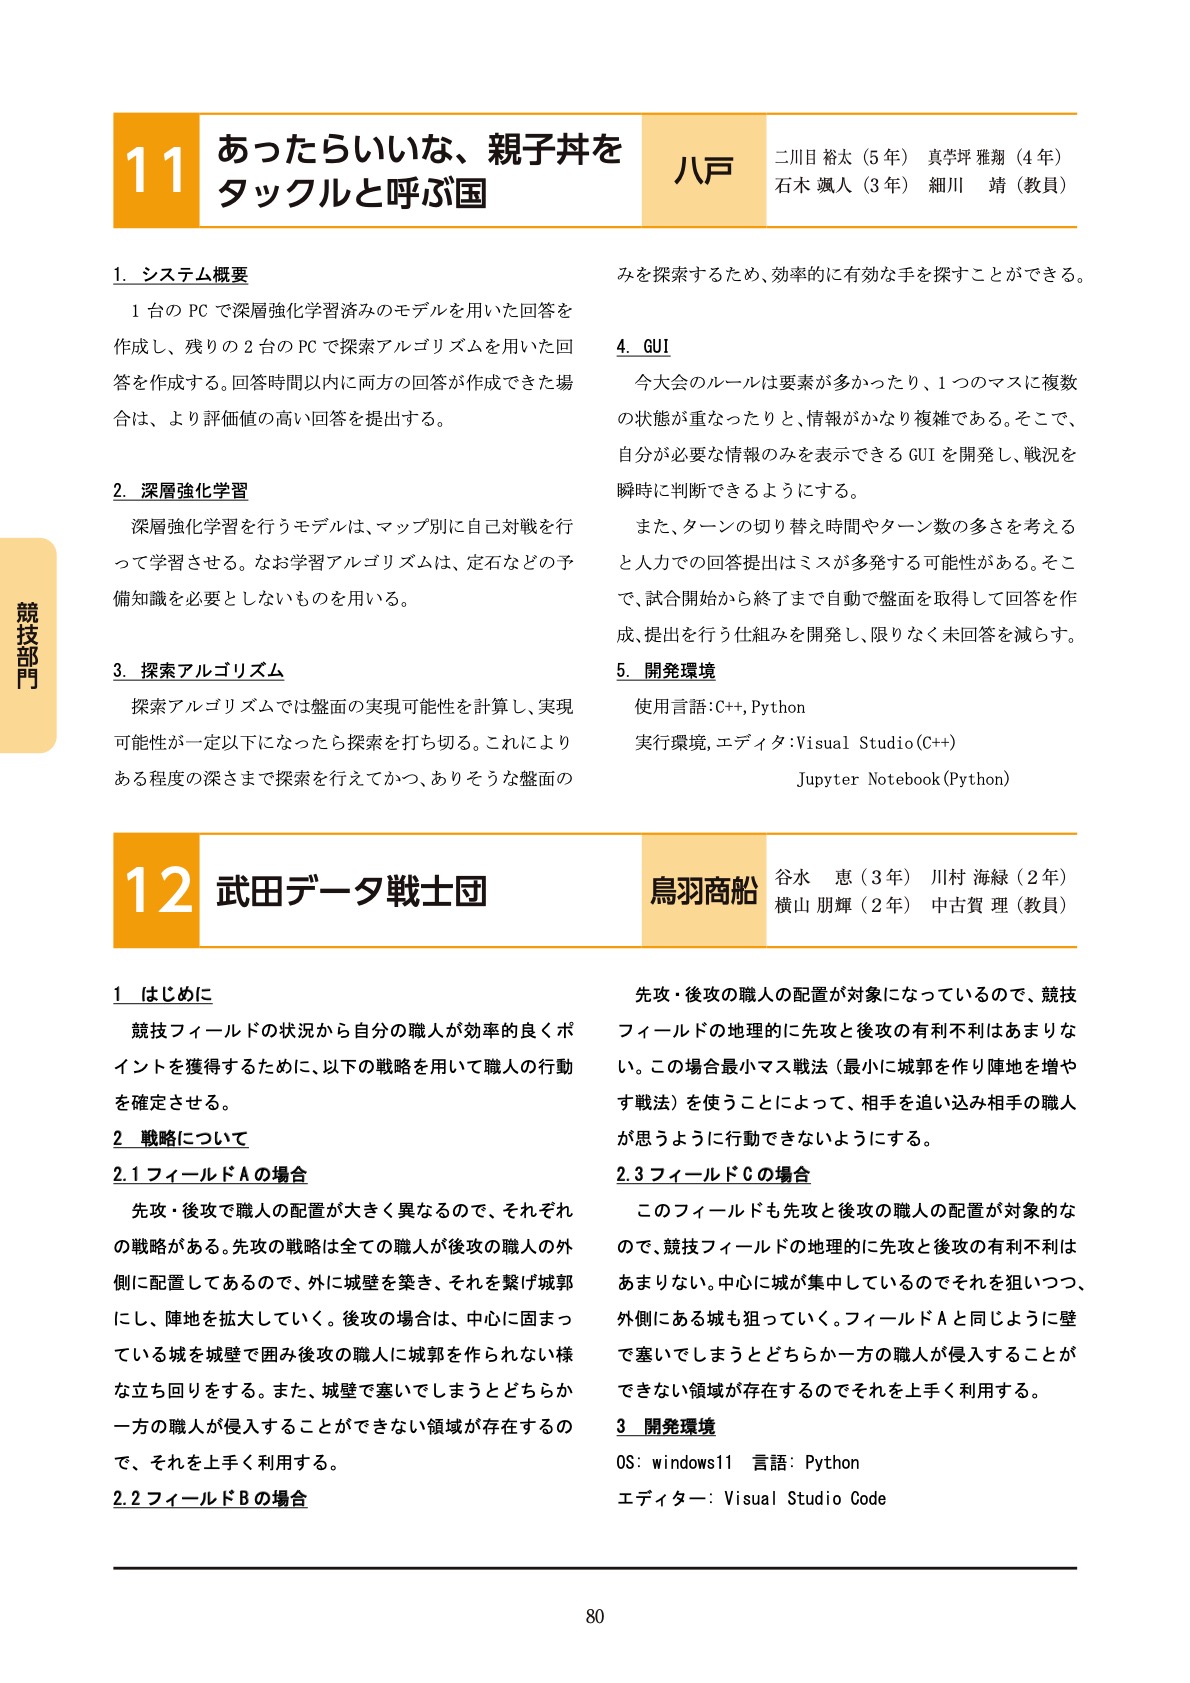 競技部門
11
あったらいいな、親子丼を
タックルと呼ぶ国
八戸
二川目 裕太（5 年） 真芓坪 雅翔（4 年）
石木 颯人（3 年） 細川 靖（教員）
1. システム概要
1 台の PC で深層強化学習済みのモデルを用いた回答を
作成し、残りの 2 台の PC で探索アルゴリズムを用いた回
答を作成する。回答時間以内に両方の回答が作成できた場
合は、より評価値の高い回答を提出する。
2. 深層強化学習
深層強化学習を行うモデルは、マップ別に自己対戦を行
って学習させる。なお学習アルゴリズムは、定石などの予
備知識を必要としないものを用いる。
3. 探索アルゴリズム
探索アルゴリズムでは盤面の実現可能性を計算し、実現
可能性が一定以下になったら探索を打ち切る。これにより
ある程度の深さまで探索を行えてかつ、ありそうな盤面の
みを探索するため、効率的に有効な手を探すことができる。
4. GUI
今大会のルールは要素が多かったり、1 つのマスに複数
の状態が重なったりと、情報がかなり複雑である。そこで、
自分が必要な情報のみを表示できる GUI を開発し、戦況を
瞬時に判断できるようにする。
また、ターンの切り替え時間やターン数の多さを考える
と人力での回答提出はミスが多発する可能性がある。そこ
で、試合開始から終了まで自動で盤面を取得して回答を作
成、提出を行う仕組みを開発し、限りなく未回答を減らす。
5. 開発環境
使用言語:C++, Python
実行環境, エディタ:Visual Studio(C++)
Jupyter Notebook(Python)
12
武田データ戦士団
鳥羽商船
谷水 恵（3 年） 川村 海緑（2 年）
横山 朋輝（2 年） 中古賀 理（教員）
1 はじめに
競技フィールドの状況から自分の職人が効率的良くポ
イントを獲得するために、以下の戦略を用いて職人の行動
を確定させる。
2 戦略について
2.1 フィールド A の場合
先攻・後攻で職人の配置が大きく異なるので、それぞれ
の戦略がある。先攻の戦略は全ての職人が後攻の職人の外
側に配置してあるので、外に城壁を築き、それを繋げ城郭
にし、陣地を拡大していく。後攻の場合は、中心に固まっ
ている城を城壁で囲み後攻の職人に城郭を作られない様
な立ち回りをする。また、城壁で塞いでしまうとどちらか
一方の職人が侵入することができない領域が存在するの
で、それを上手く利用する。
2.2 フィールド B の場合
先攻・後攻の職人の配置が対象になっているので、競技
フィールドの地理的に先攻と後攻の有利不利はあまりな
い。この場合最小マス戦法（最小に城郭を作り陣地を増や
す戦法）を使うことによって、相手を追い込み相手の職人
が思うように行動できないようにする。
2.3 フィールド C の場合
このフィールドも先攻と後攻の職人の配置が対象的な
ので、競技フィールドの地理的に先攻と後攻の有利不利は
あまりない。中心に城が集中しているのでそれを狙いつつ、
外側にある城も狙っていく。フィールド A と同じように壁
で塞いでしまうとどちらか一方の職人が侵入することが
できない領域が存在するのでそれを上手く利用する。
3 開発環境
OS: windows11 言語: Python
エディター: Visual Studio Code
80